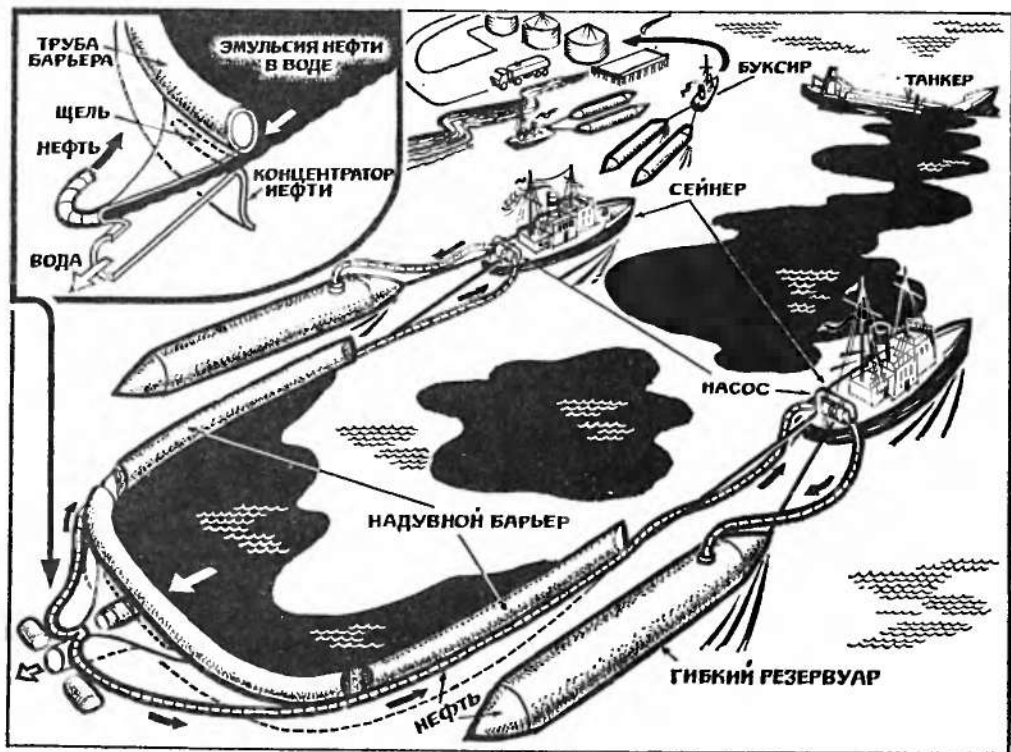 ТРУБА
БАРЬЕРА
ЭМУЛЬСИЯ НЕФТИ
В ВОДЕ
ЩЕЛЬ
НЕФТЬ
КОНЦЕНТРАТОР
НЕФТИ
ВОДА
БУКСИР
ТАНКЕР
СЕЙНЕР
НАСОС
НАДУВНОЙ БАРЬЕР
ГИБКИЙ РЕЗЕРВУАР
НЕФТЬ